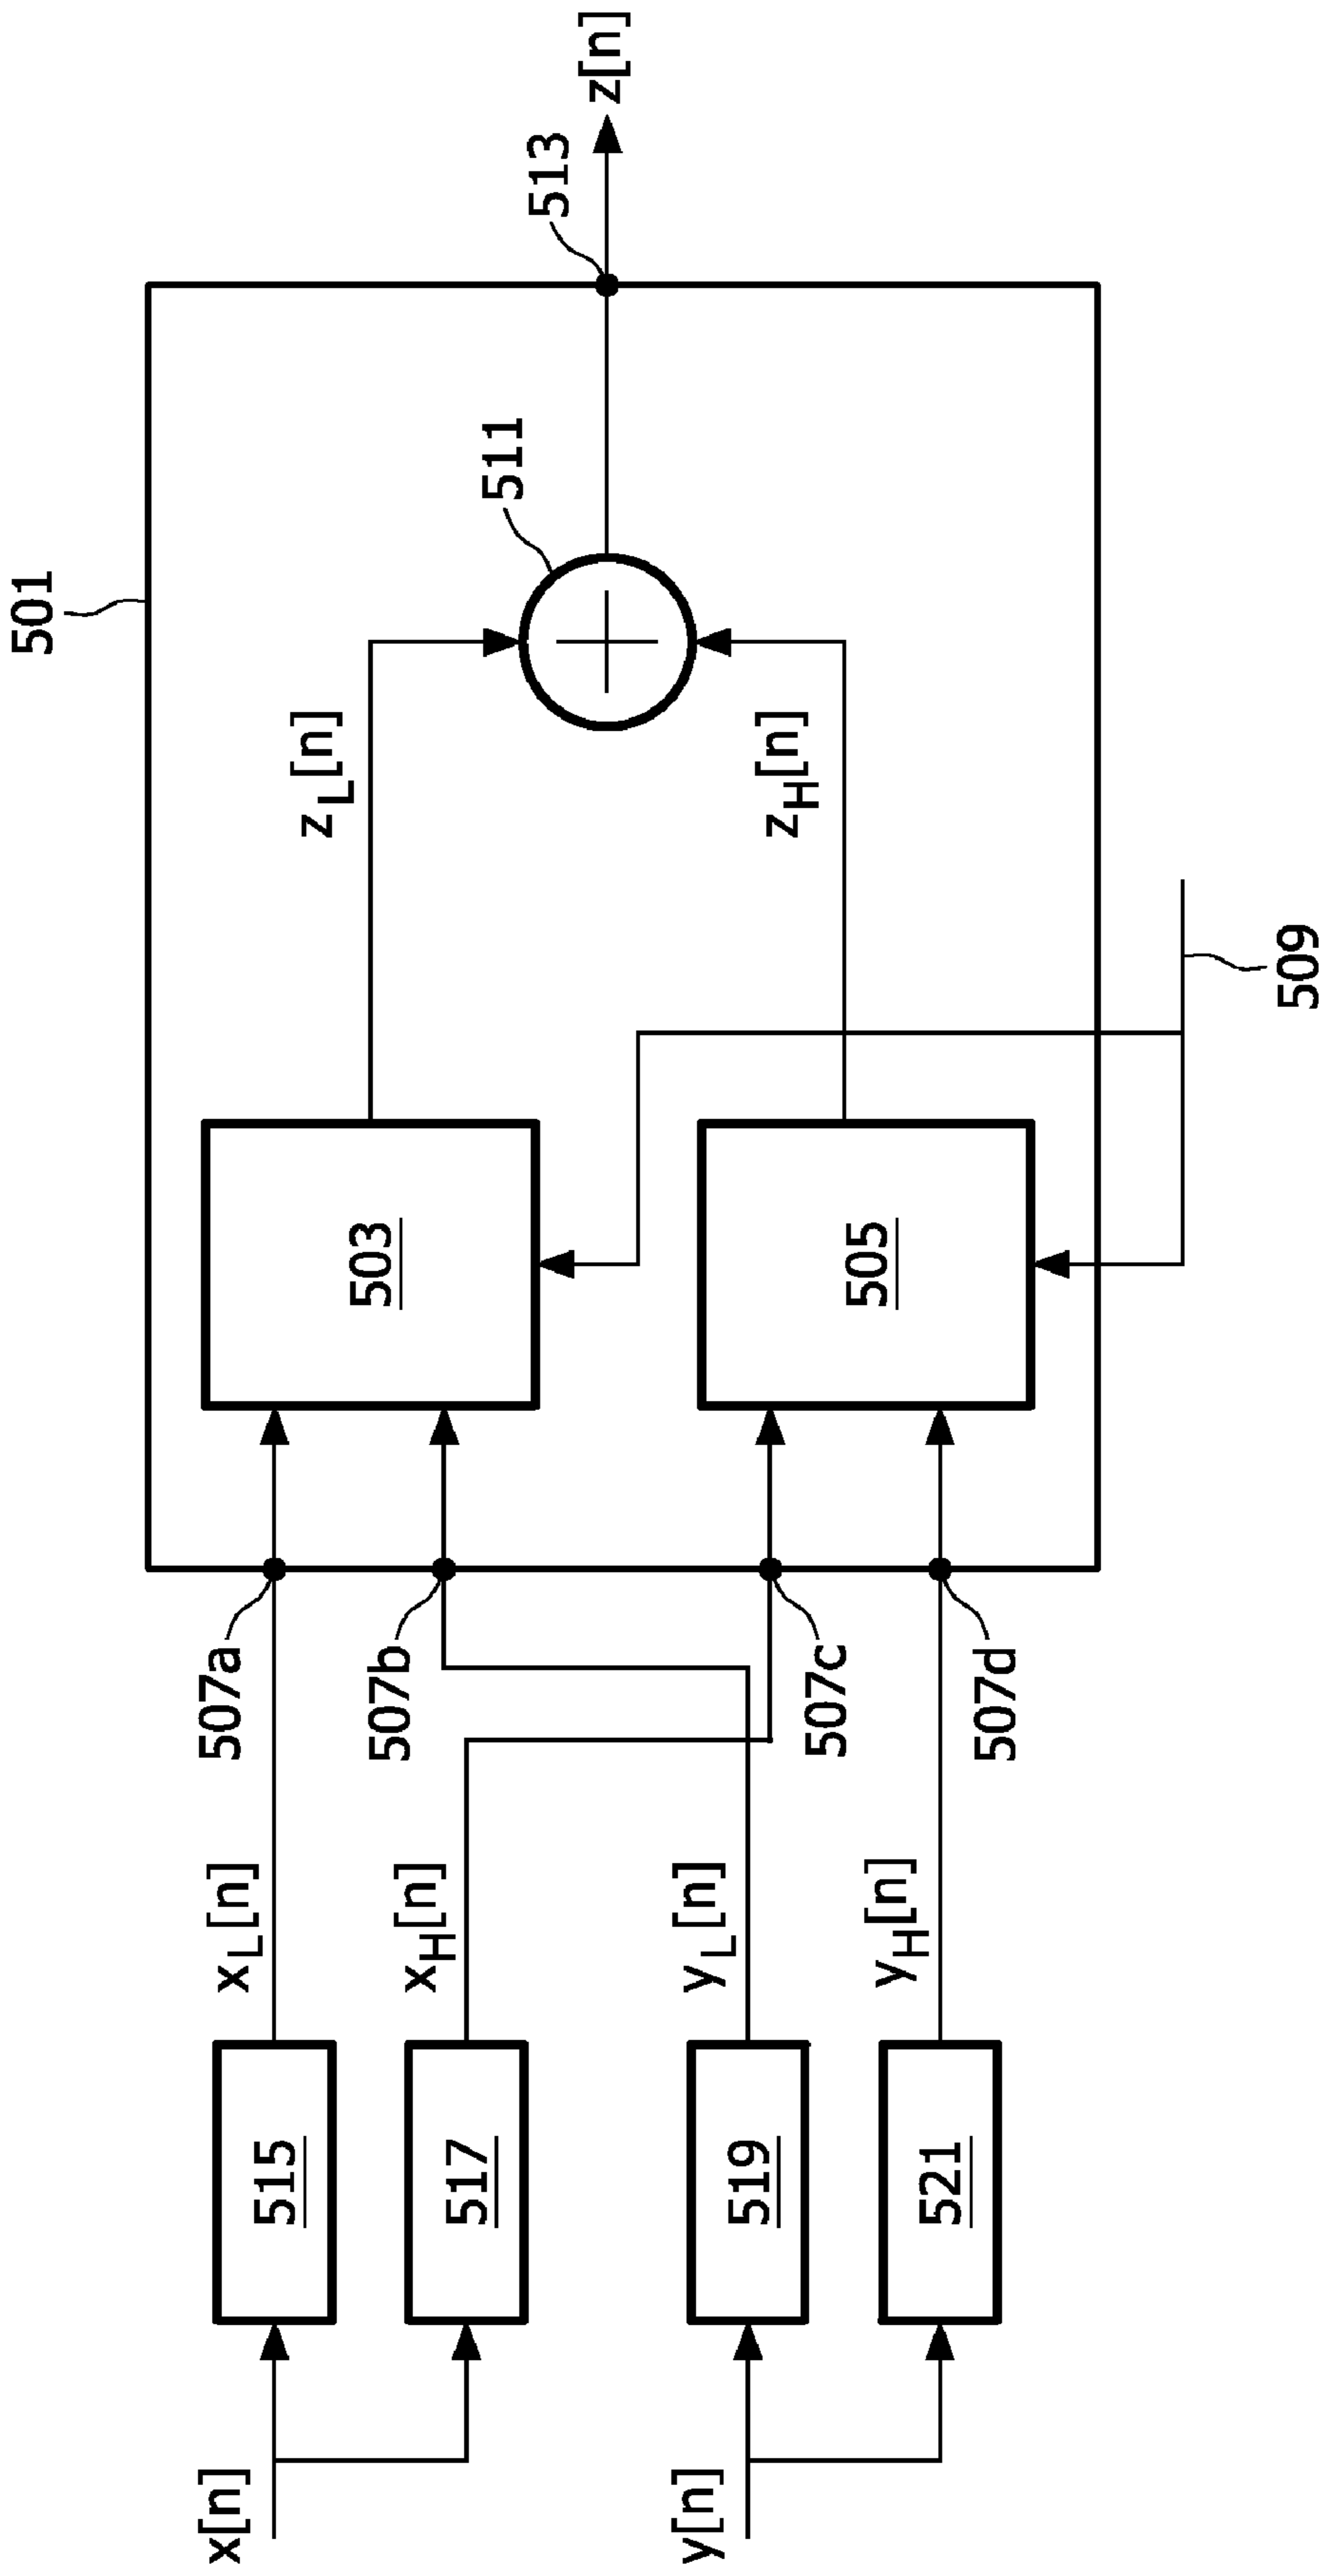 501
x[n]
515
x_L[n]
507a
503
z_L[n]
517
x_H[n]
507b
511
513
z[n]
y[n]
519
y_L[n]
507c
505
z_H[n]
521
y_H[n]
507d
509